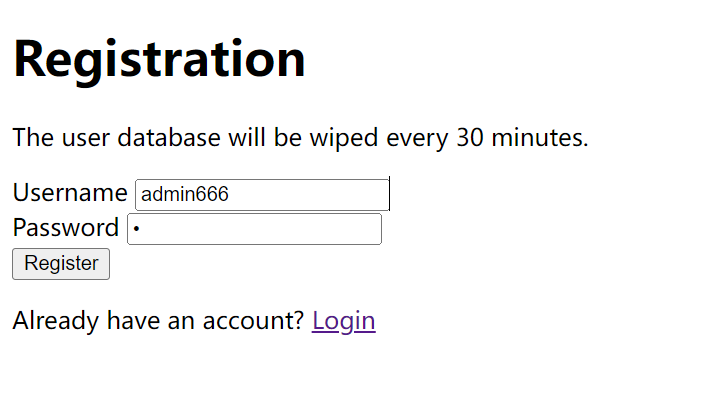 Registration
The user database will be wiped every 30 minutes.
Username admin666
Password •
Register
Already have an account? Login